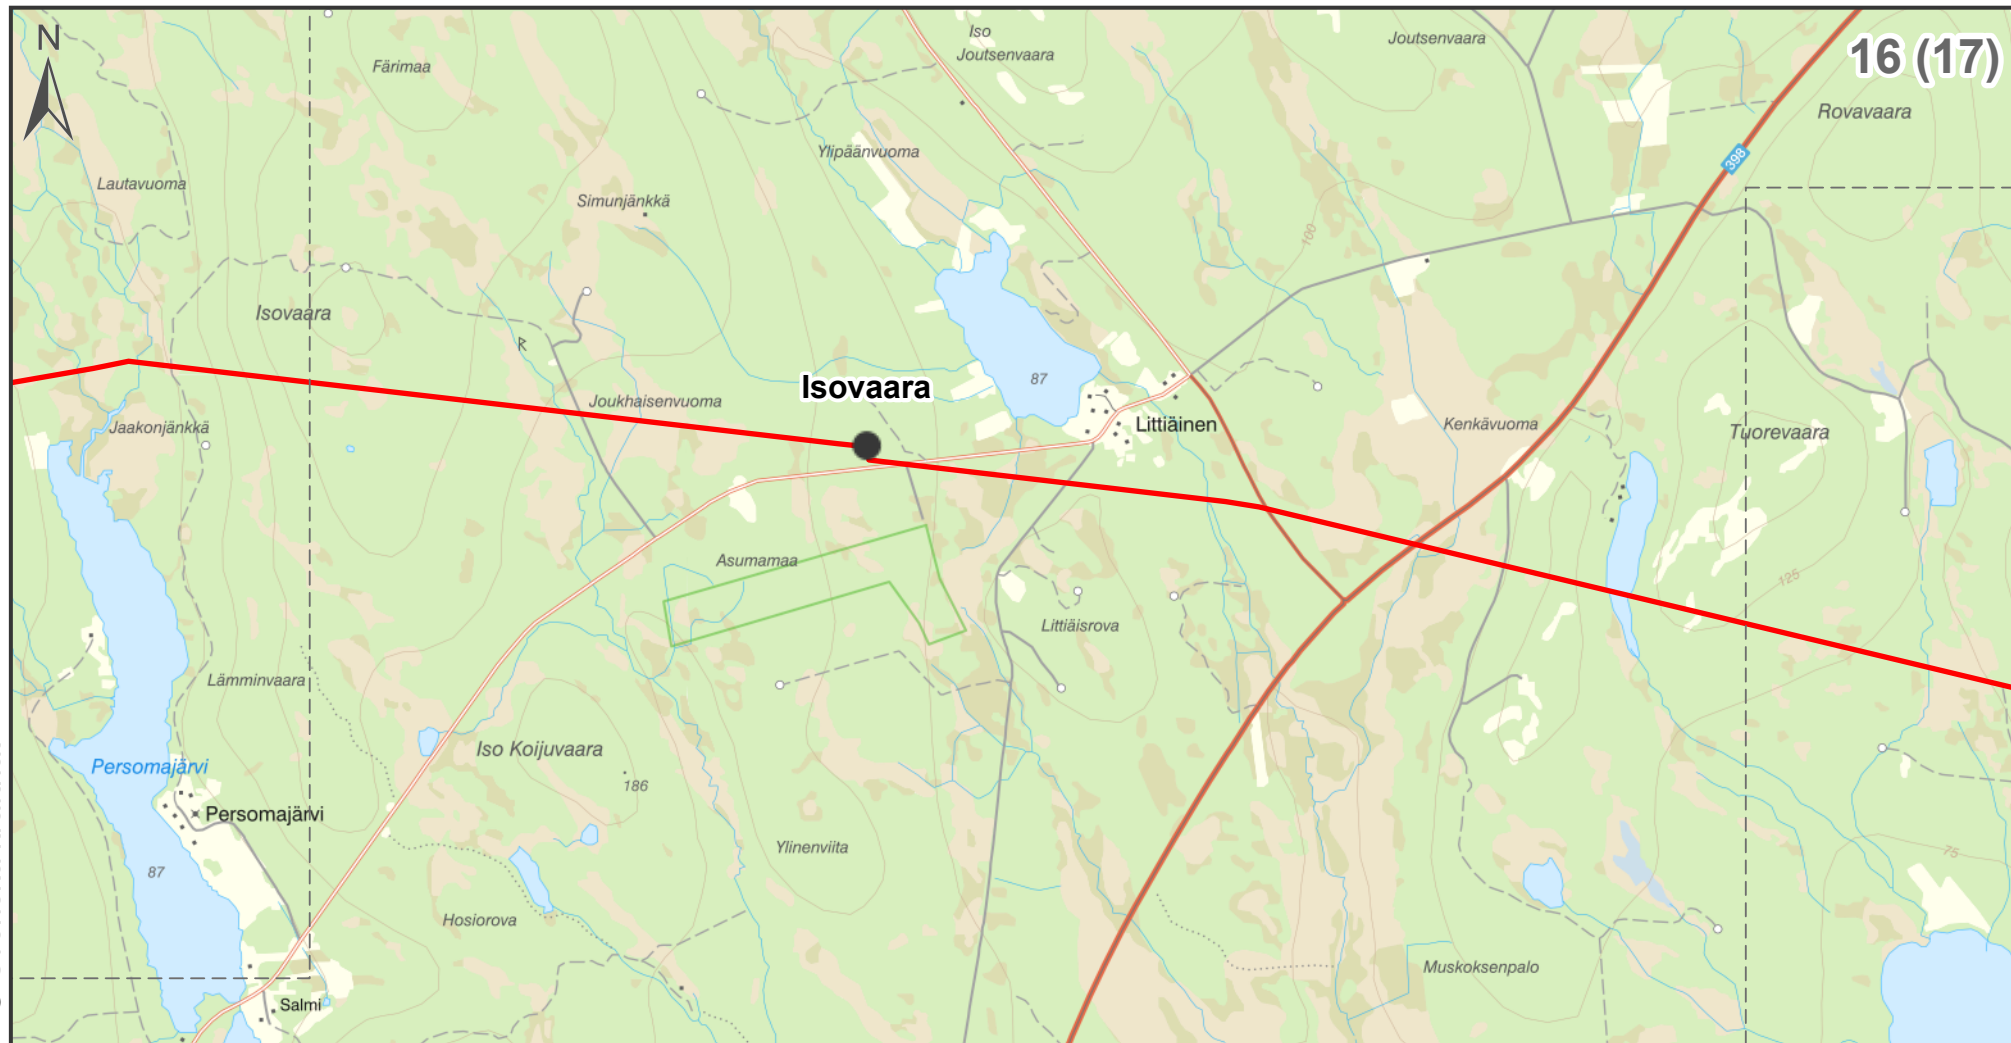 N
16 (17)
Färimaa
Iso
Joutsenvaara
Joutsenvaara
Rovavaara
398
Ylipäänvuoma
Lautavuoma
Simunjänkkä
100
Isovaara
R
87
Isovaara
Joukhaisenvuoma
Jaakonjänkkä
Littiäinen
Kenkävuoma
Tuorevaara
Asumamaa
125
Littiäisrova
Lämminvaara
Iso Koijuvaara
186
Persomajärvi
Persomajärvi
87
Ylinenviita
75
Hosiorova
Muskoksenpalo
Salmi